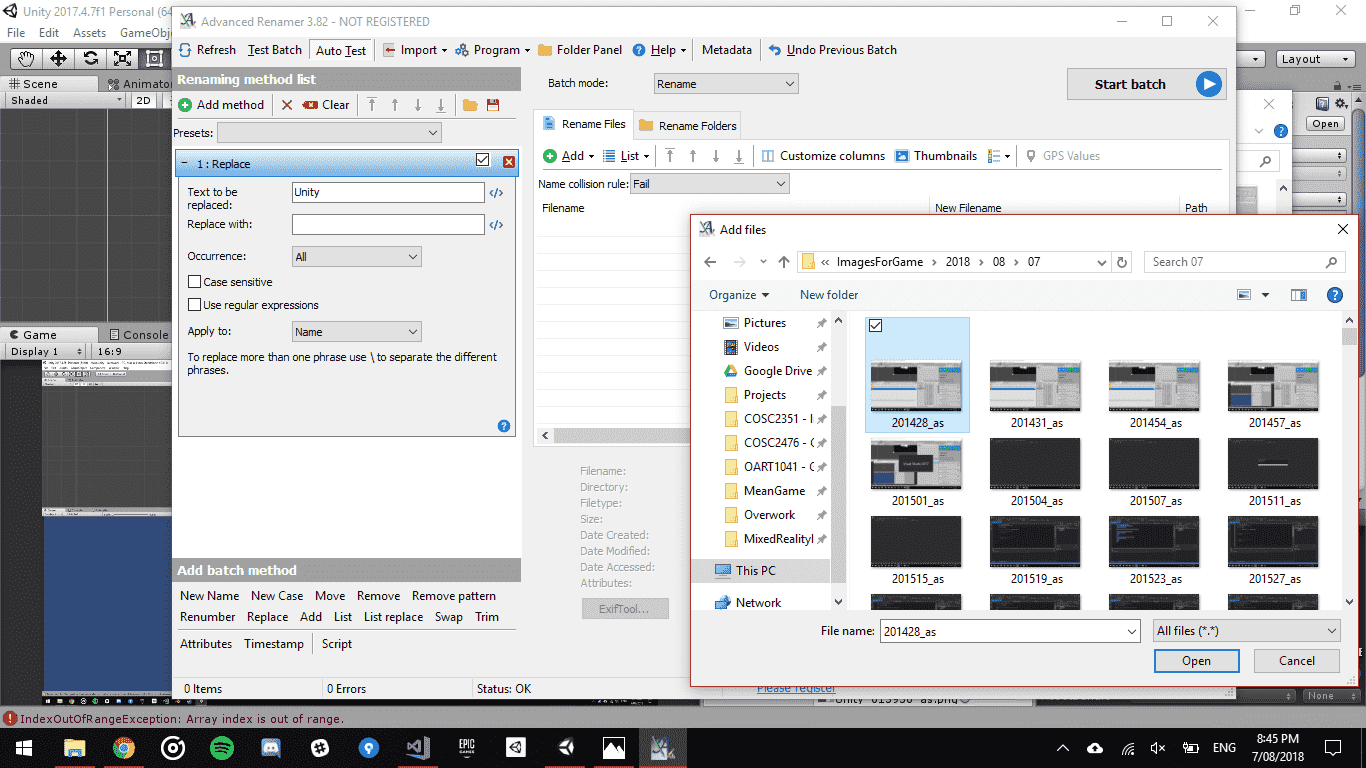 Unity 2017.4.7f1 Personal (64
File Edit Assets GameObj
Scene Animator
Shaded 2D
Game Console
Display 1 16:9
Advanced Renamer 3.82 - NOT REGISTERED
Refresh Test Batch Auto Test Import Program Folder Panel Help Metadata Undo Previous Batch
Renaming method list
Add method Clear
Presets:
1 : Replace
Text to be replaced: Unity
Replace with:
Occurrence: All
Case sensitive
Use regular expressions
Apply to: Name
To replace more than one phrase use \ to separate the different
phrases.
Add batch method
New Name New Case Move Remove Remove pattern
Renumber Replace Add List List replace Swap Trim
Attributes Timestamp Script
0 Items 0 Errors Status: OK
Batch mode: Rename Start batch
Rename Files Rename Folders
Add List Customize columns Thumbnails GPS Values
Name collision rule: Fail
Filename New Filename Path
Filename:
Directory:
Filetype:
Size:
Date Created:
Date Modified:
Date Accessed:
Attributes:
ExifTool...
Please register
Layout
Open
Add files
« ImagesForGame › 2018 › 08 › 07 Search 07
Organize New folder
Pictures
Videos
Google Drive
Projects
COSC2351 - I
COSC2476 - C
OART1041 - C
MeanGame
Overwork
MixedRealityI
This PC
Network
201428_as 201431_as 201454_as 201457_as
201501_as 201504_as 201507_as 201511_as
201515_as 201519_as 201523_as 201527_as
File name: 201428_as All files (*.*)
Open Cancel
None
IndexOutOfRangeException: Array index is out of range.
EPIC
GAMES
ENG
8:45 PM
7/08/2018